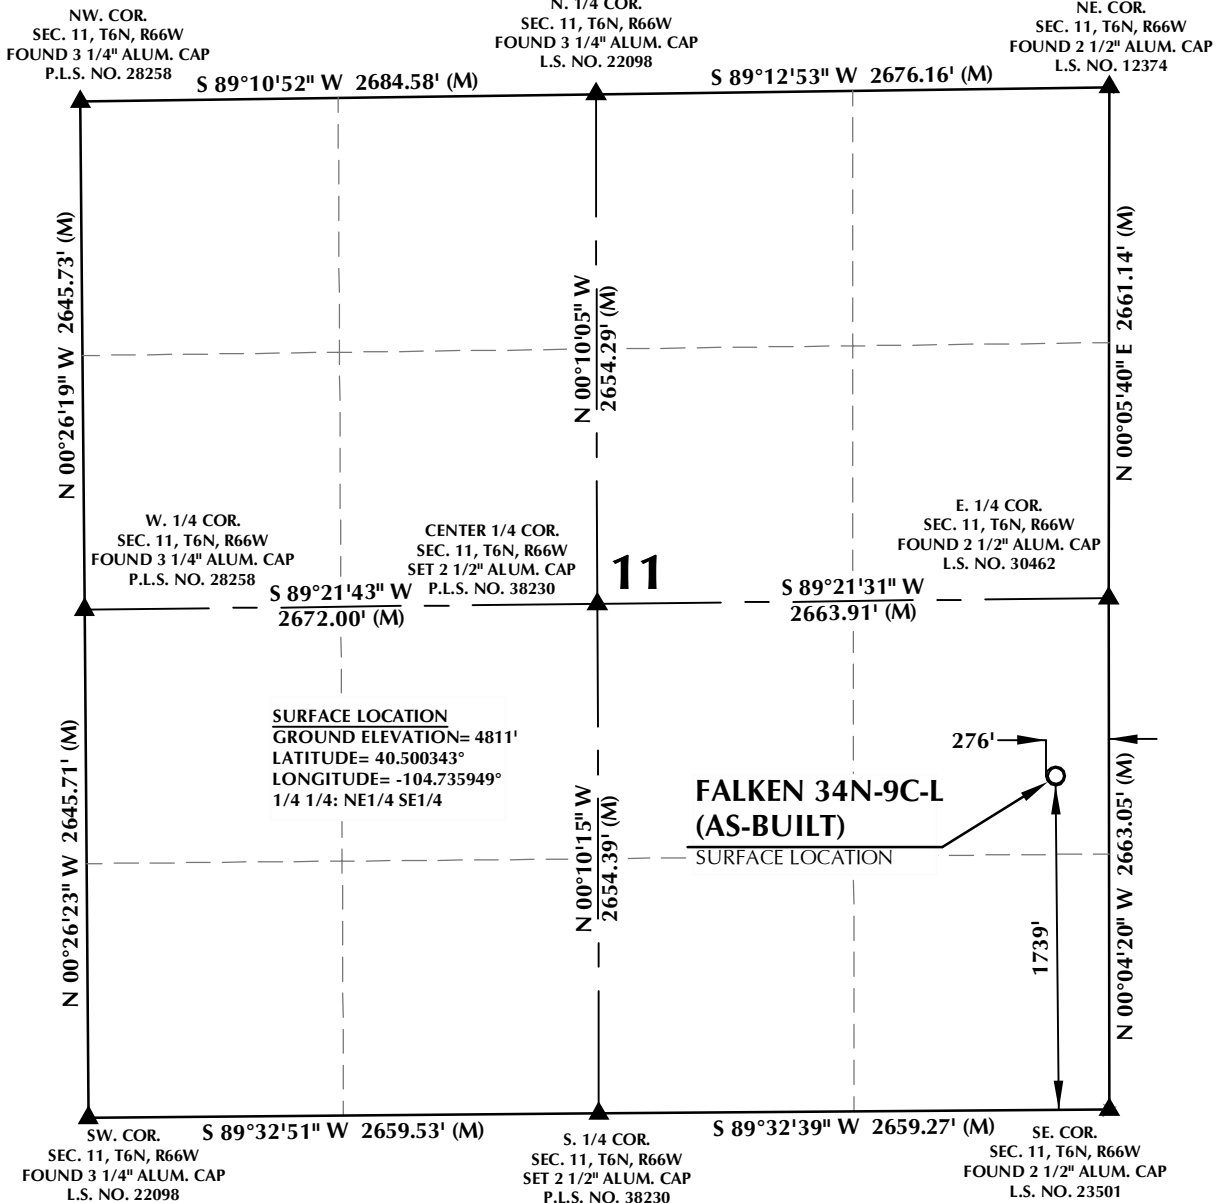 NW. COR.
SEC. 11, T6N, R66W
FOUND 3 1/4" ALUM. CAP
P.L.S. NO. 28258
N. 1/4 COR.
SEC. 11, T6N, R66W
FOUND 3 1/4" ALUM. CAP
L.S. NO. 22098
NE. COR.
SEC. 11, T6N, R66W
FOUND 2 1/2" ALUM. CAP
L.S. NO. 12374
S 89°10'52" W 2684.58' (M)
S 89°12'53" W 2676.16' (M)
N 00°26'19" W 2645.73' (M)
N 00°10'05" W
2654.29' (M)
N 00°05'40" E 2661.14' (M)
W. 1/4 COR.
SEC. 11, T6N, R66W
FOUND 3 1/4" ALUM. CAP
P.L.S. NO. 28258
CENTER 1/4 COR.
SEC. 11, T6N, R66W
SET 2 1/2" ALUM. CAP
P.L.S. NO. 38230
11
E. 1/4 COR.
SEC. 11, T6N, R66W
FOUND 2 1/2" ALUM. CAP
L.S. NO. 30462
S 89°21'43" W
2672.00' (M)
S 89°21'31" W
2663.91' (M)
SURFACE LOCATION
GROUND ELEVATION= 4811'
LATITUDE= 40.500343°
LONGITUDE= -104.735949°
1/4 1/4: NE1/4 SE1/4
276'
FALKEN 34N-9C-L
(AS-BUILT)
SURFACE LOCATION
N 00°26'23" W 2645.71' (M)
N 00°10'15" W
2654.39' (M)
1739'
N 00°04'20" W 2663.05' (M)
S 89°32'51" W 2659.53' (M)
S 89°32'39" W 2659.27' (M)
SW. COR.
SEC. 11, T6N, R66W
FOUND 3 1/4" ALUM. CAP
L.S. NO. 22098
S. 1/4 COR.
SEC. 11, T6N, R66W
SET 2 1/2" ALUM. CAP
P.L.S. NO. 38230
SE. COR.
SEC. 11, T6N, R66W
FOUND 2 1/2" ALUM. CAP
L.S. NO. 23501